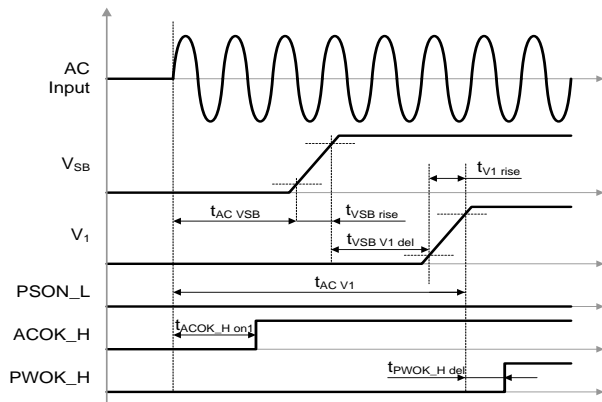 AC
Input
VSB
tV1 rise
tAC VSB
tVSB rise
V1
tVSB V1 del
tAC V1
PSON_L
tACOK_H on1
ACOK_H
tPWOK_H del
PWOK_H